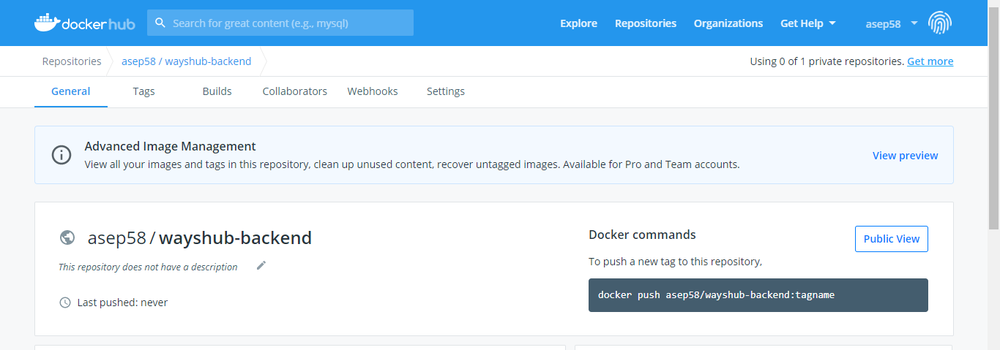 dockerhub
Search for great content (e.g., mysql)
Explore
Repositories
Organizations
Get Help
asep58
Repositories
asep58 / wayshub-backend
Using 0 of 1 private repositories. Get more
General
Tags
Builds
Collaborators
Webhooks
Settings
Advanced Image Management
View all your images and tags in this repository, clean up unused content, recover untagged images. Available for Pro and Team accounts.
View preview
asep58 / wayshub-backend
This repository does not have a description
Last pushed: never
Docker commands
Public View
To push a new tag to this repository,
docker push asep58/wayshub-backend:tagname